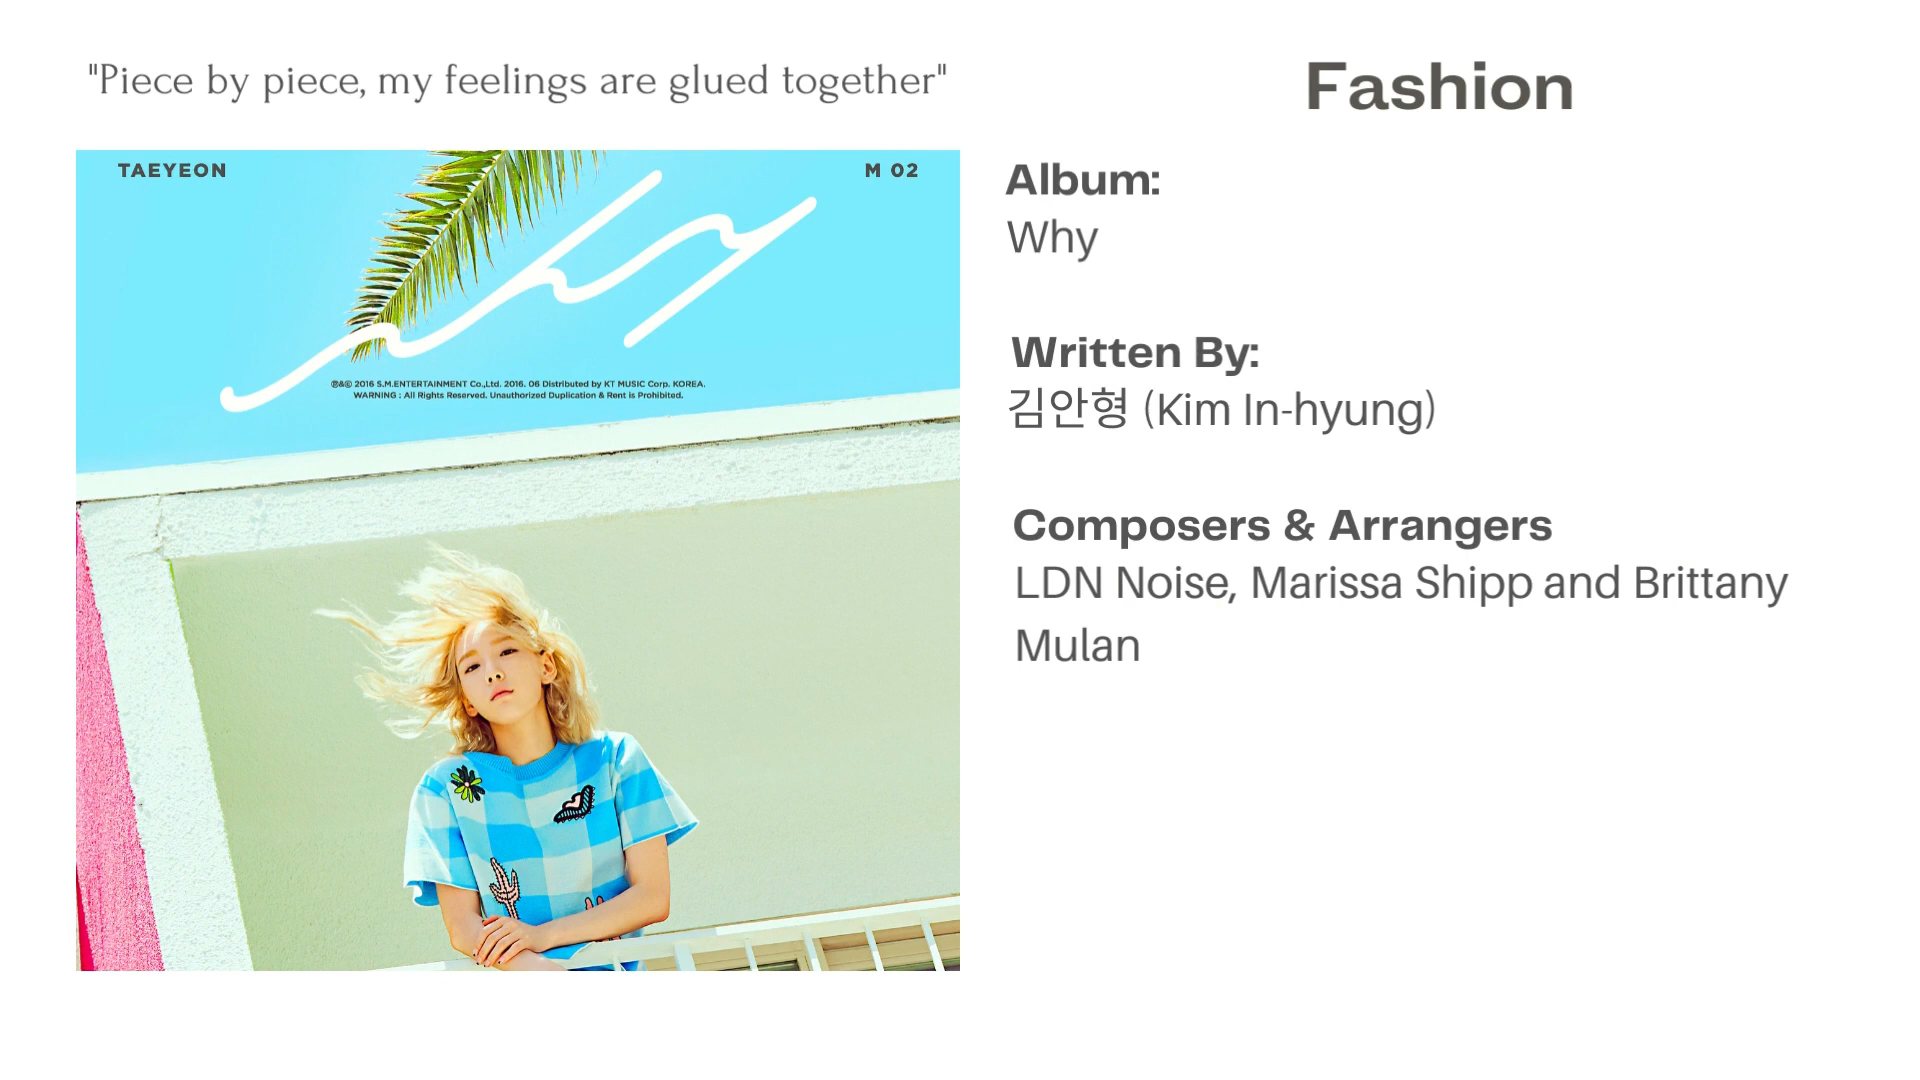 "Piece by piece, my feelings are glued together"
TAEYEON
M 02
why
℗&© 2016 S.M.ENTERTAINMENT Co.,Ltd. 2016. 06 Distributed by KT MUSIC Corp. KOREA.
WARNING : All Rights Reserved. Unauthorized Duplication & Rent is Prohibited.
Fashion
Album:
Why
Written By:
김안형 (Kim In-hyung)
Composers & Arrangers
LDN Noise, Marissa Shipp and Brittany
Mulan